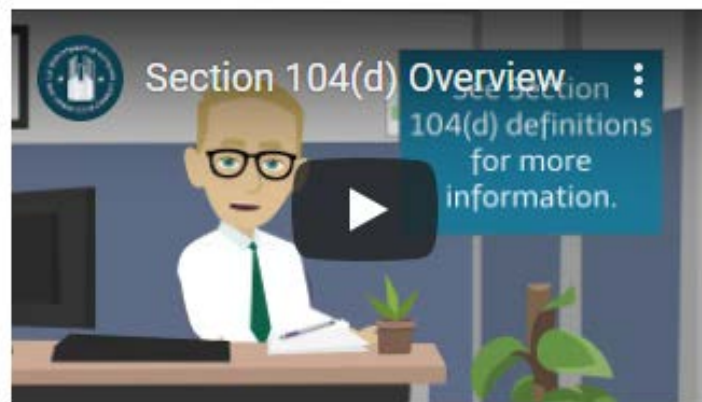 Section 104(d) Overview
See Section
104(d) definitions
for more
information.